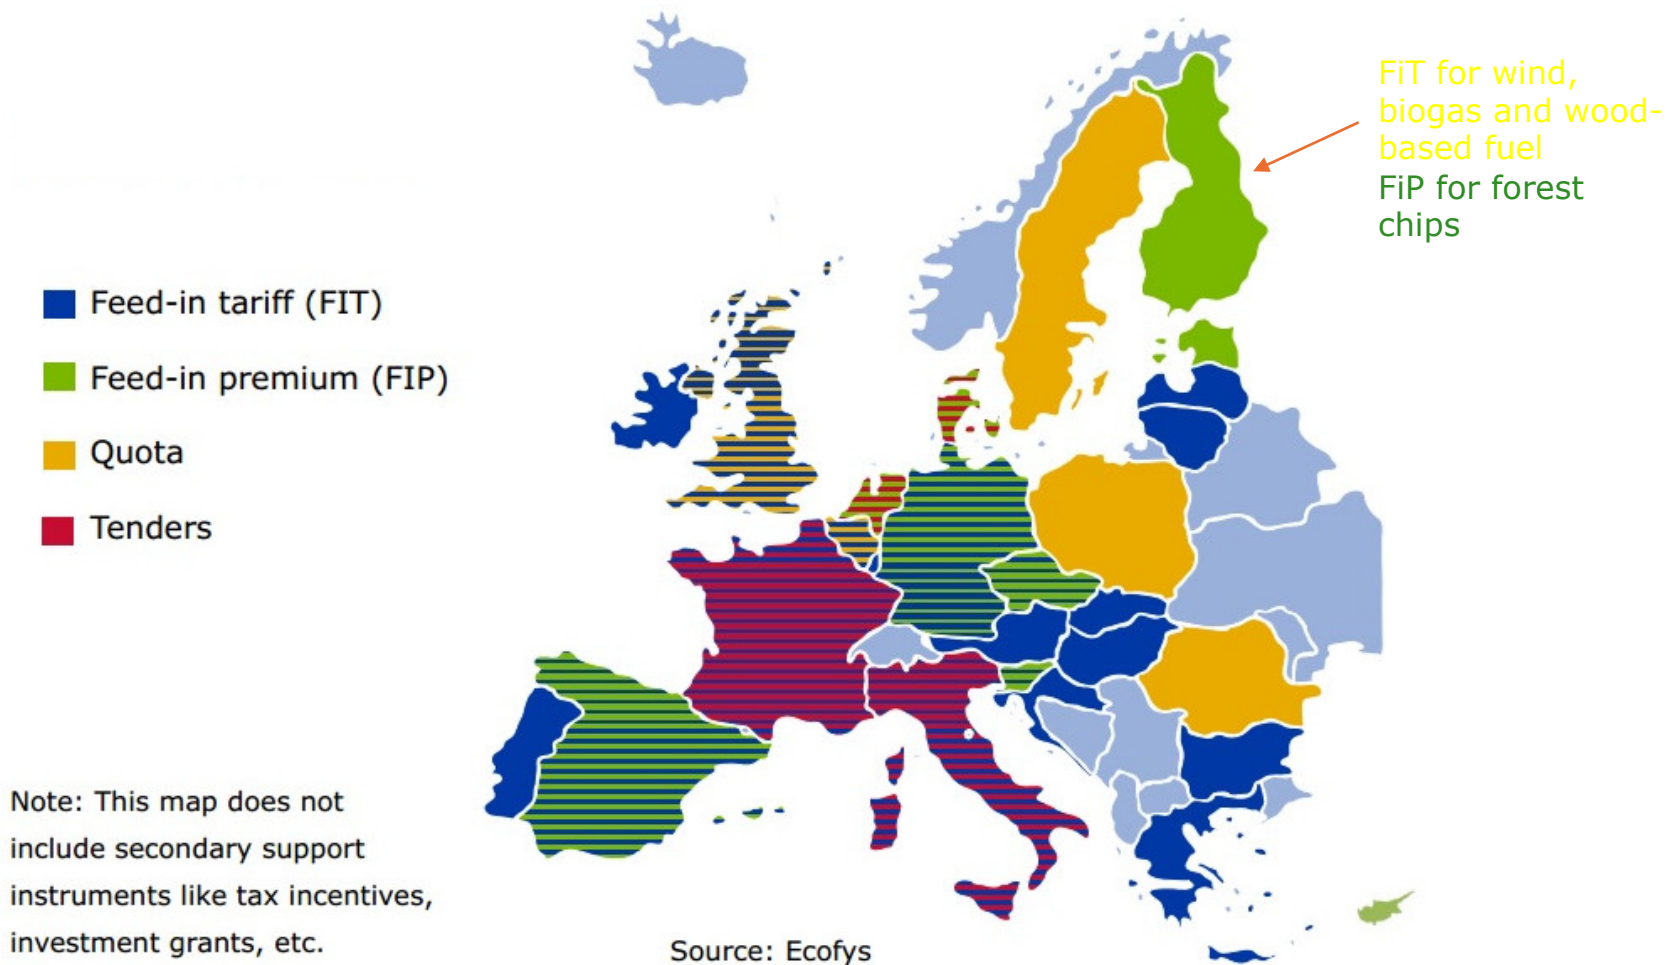 FiT for wind,
biogas and wood-
based fuel
FiP for forest
chips
Feed-in tariff (FIT)
Feed-in premium (FIP)
Quota
Tenders
Note: This map does not
include secondary support
instruments like tax incentives,
investment grants, etc.
Source: Ecofys